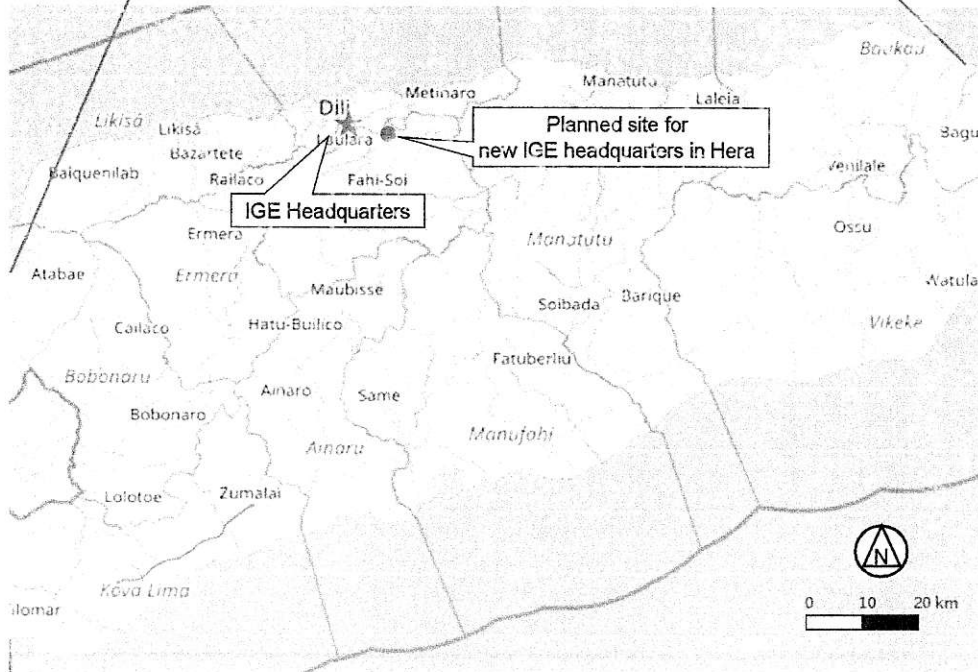 Baukau
Manatuto
Metinaro
Laleia
Dili
Likisá
Likisá
Planned site for
new IGE headquarters in Hera
Laulara
Bazartete
Venilale
Railaco
Fahi-Soi
IGE Headquarters
Ossu
Ermera
Manatutu
Atabae
Ermera
Maubisse
Barique
Soibada
Cailaco
Hatu-Builico
Vikeke
Fatuberliu
Bobonaru
Ainaro
Same
Bobonaro
Manufahi
Ainaru
Lolotoe
Zumalai
N
Kova Lima
0 10 20 km